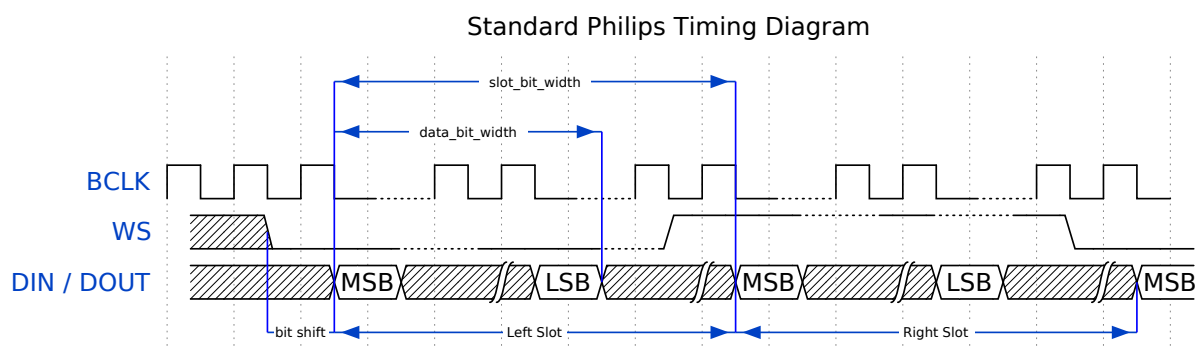 Standard Philips Timing Diagram
slot_bit_width
data_bit_width
BCLK
WS
DIN / DOUT
MSB
LSB
MSB
LSB
MSB
bit shift
Left Slot
Right Slot